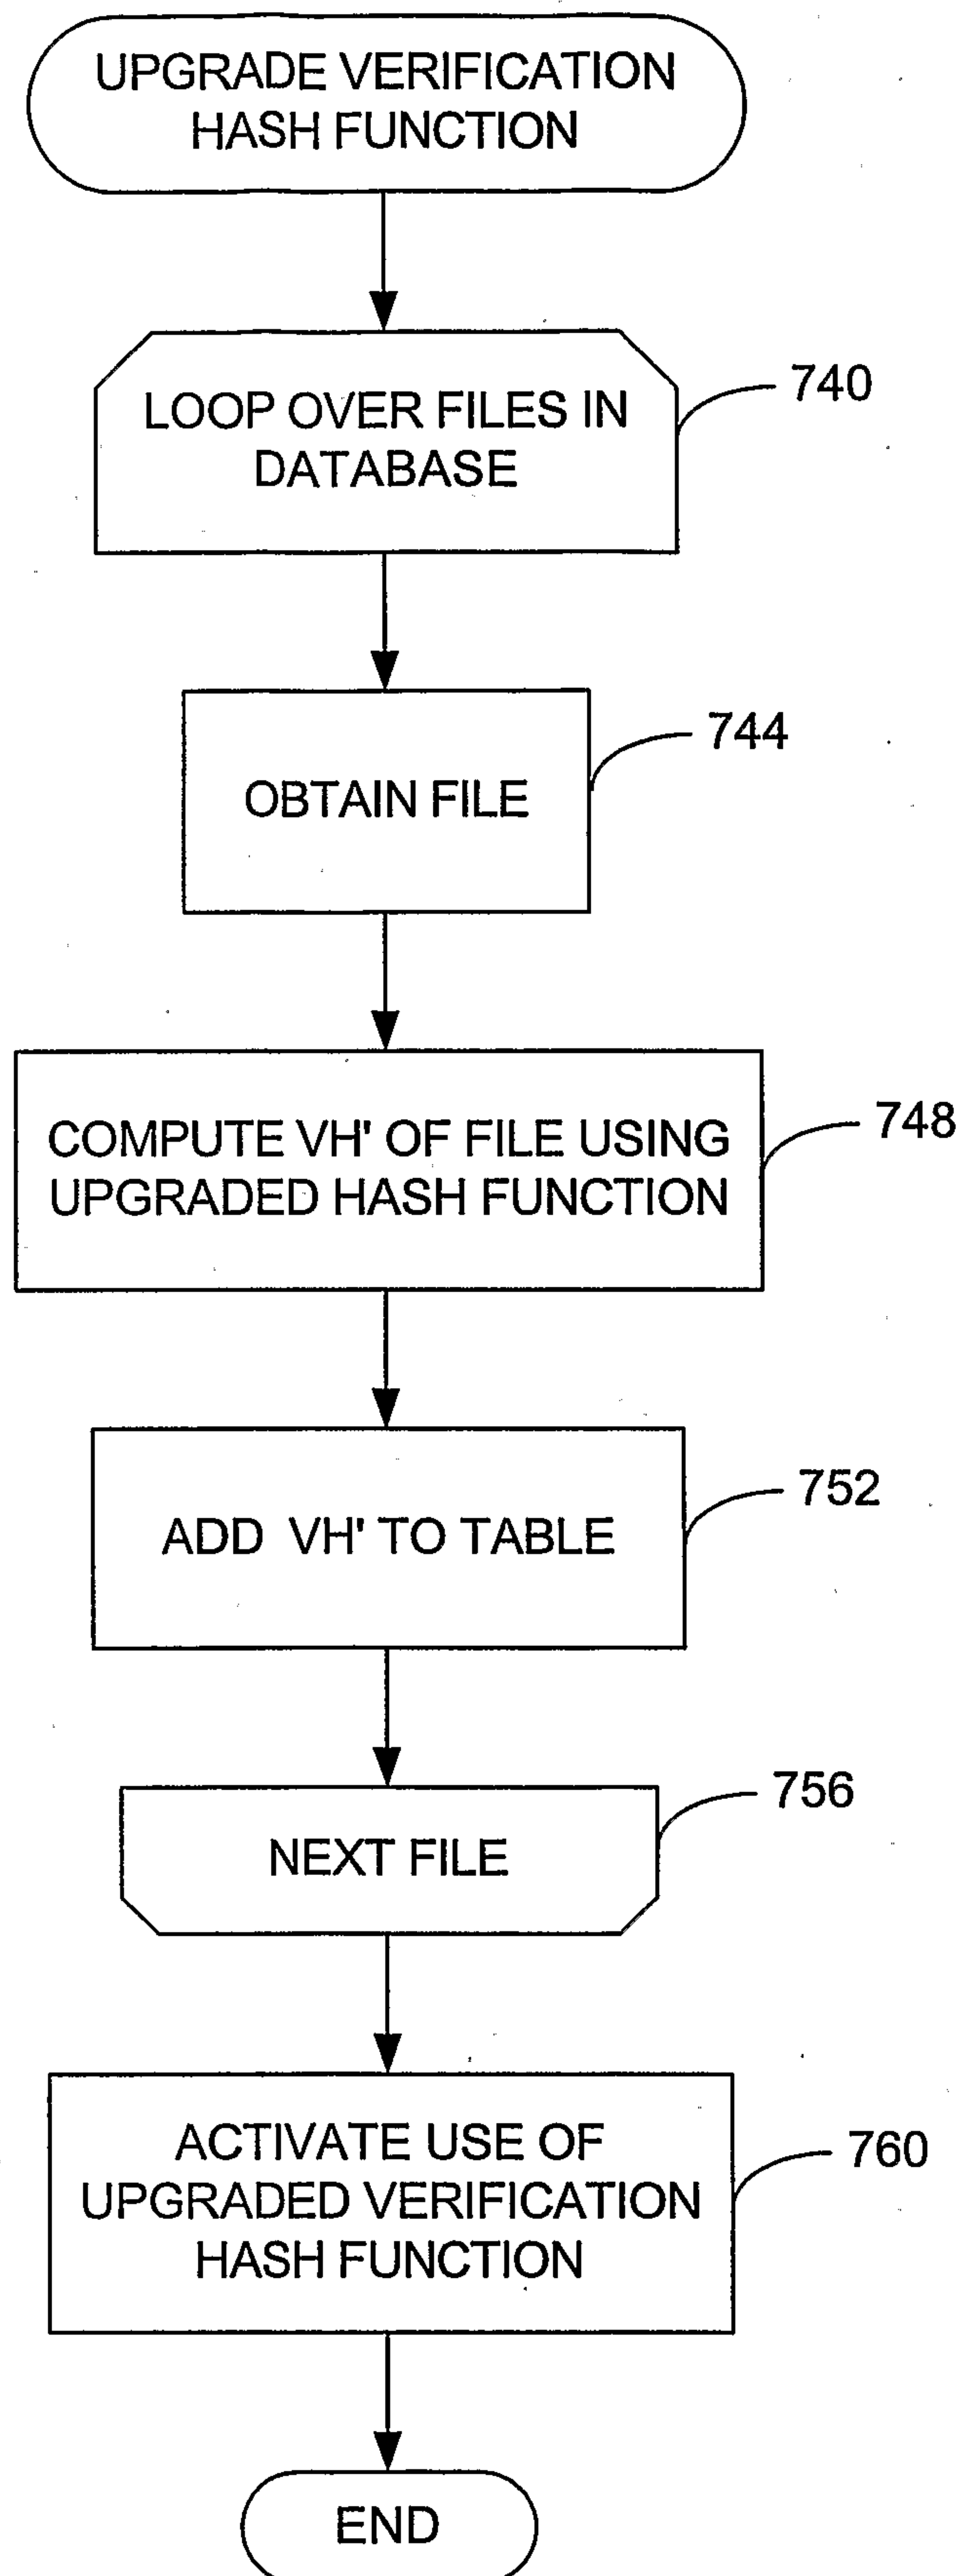 UPGRADE VERIFICATION
HASH FUNCTION
LOOP OVER FILES IN
DATABASE
740
OBTAIN FILE
744
COMPUTE VH' OF FILE USING
UPGRADED HASH FUNCTION
748
ADD VH' TO TABLE
752
NEXT FILE
756
ACTIVATE USE OF
UPGRADED VERIFICATION
HASH FUNCTION
760
END